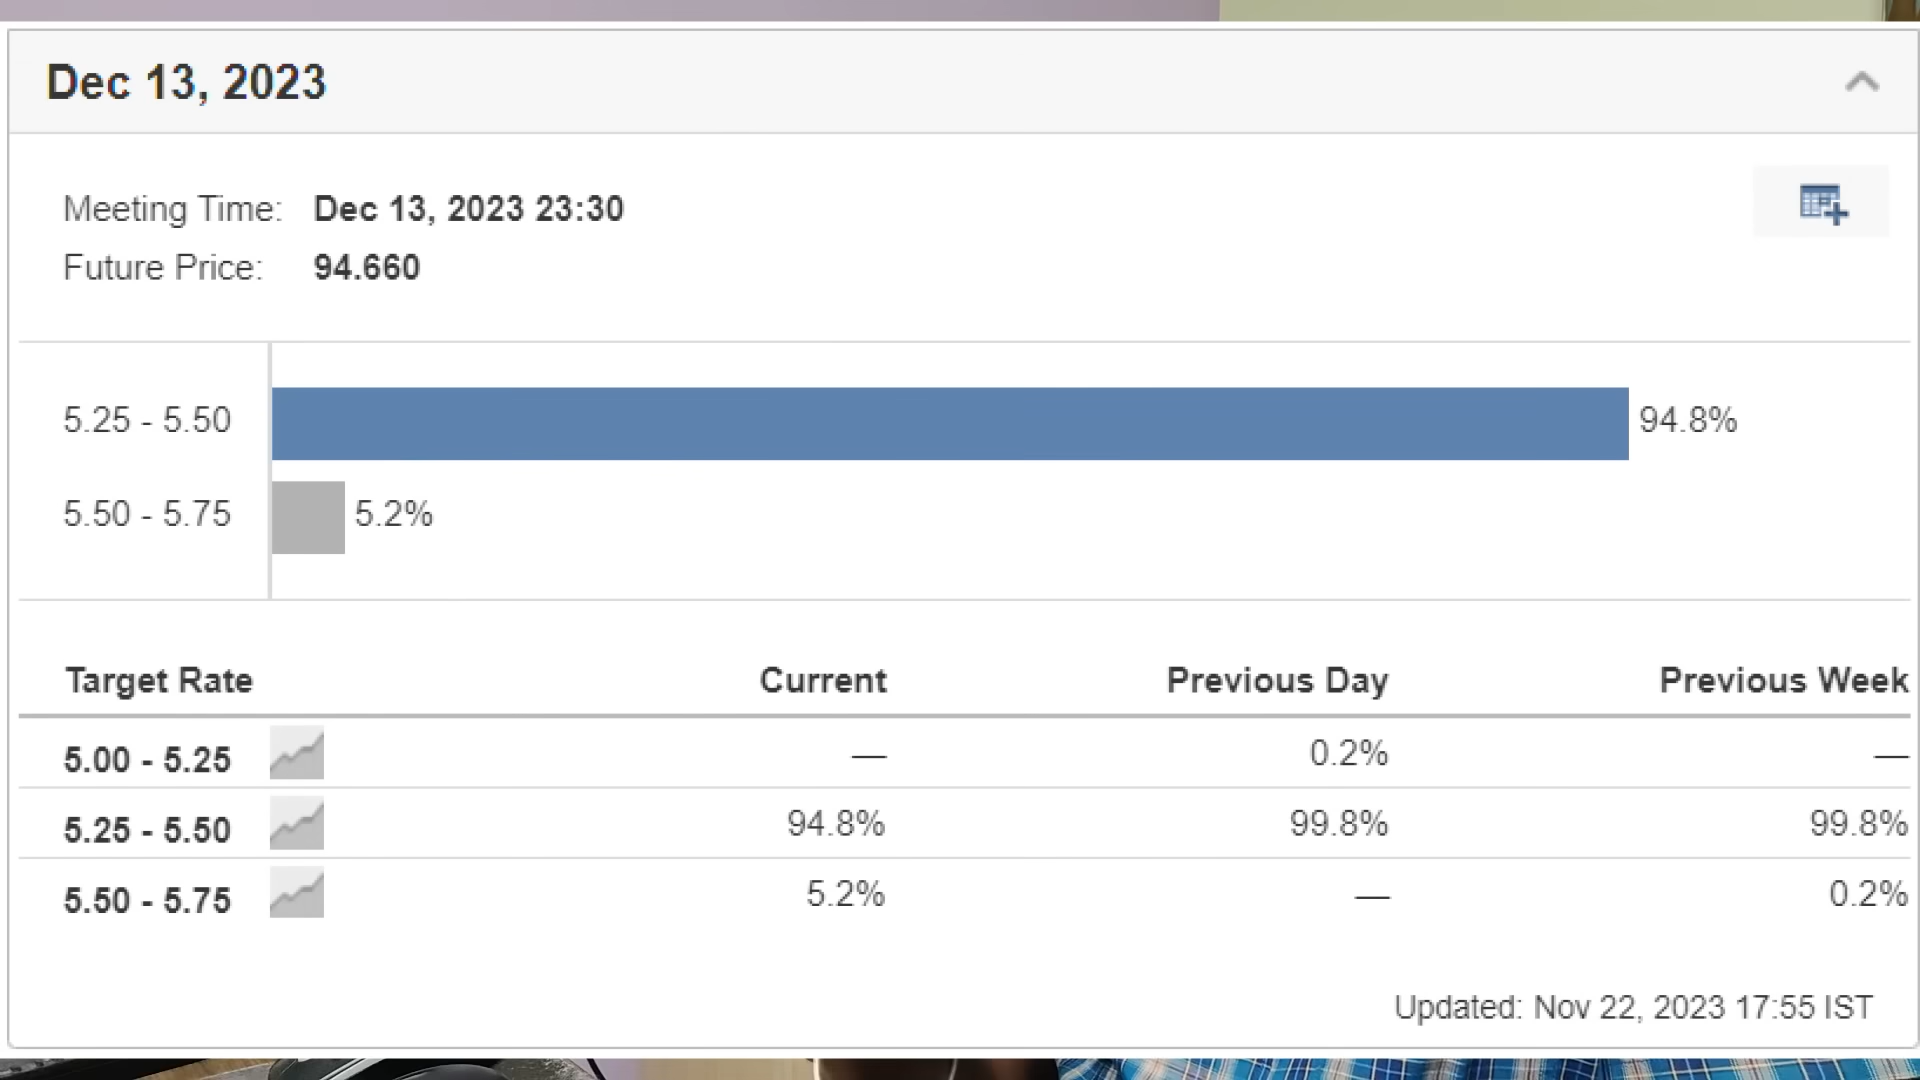 Dec 13, 2023
Meeting Time: Dec 13, 2023 23:30
Future Price: 94.660
5.25 - 5.50 94.8%
5.50 - 5.75 5.2%
Target Rate Current Previous Day Previous Week
5.00 - 5.25 — 0.2% —
5.25 - 5.50 94.8% 99.8% 99.8%
5.50 - 5.75 5.2% — 0.2%
Updated: Nov 22, 2023 17:55 IST